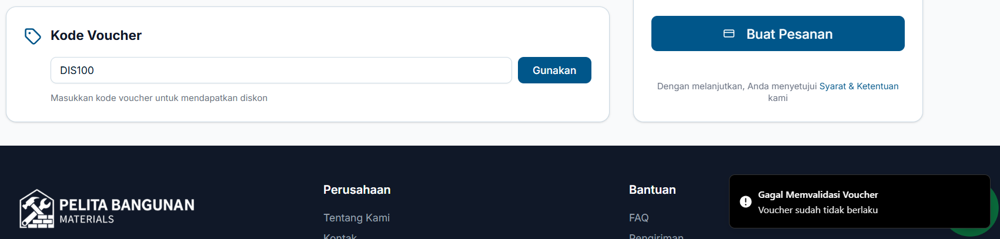 Kode Voucher
DIS100
Gunakan
Masukkan kode voucher untuk mendapatkan diskon
Buat Pesanan
Dengan melanjutkan, Anda menyetujui Syarat & Ketentuan
kami
PELITA BANGUNAN
MATERIALS
Perusahaan
Tentang Kami
Kontak
Bantuan
FAQ
Pengiriman
Gagal Memvalidasi Voucher
Voucher sudah tidak berlaku